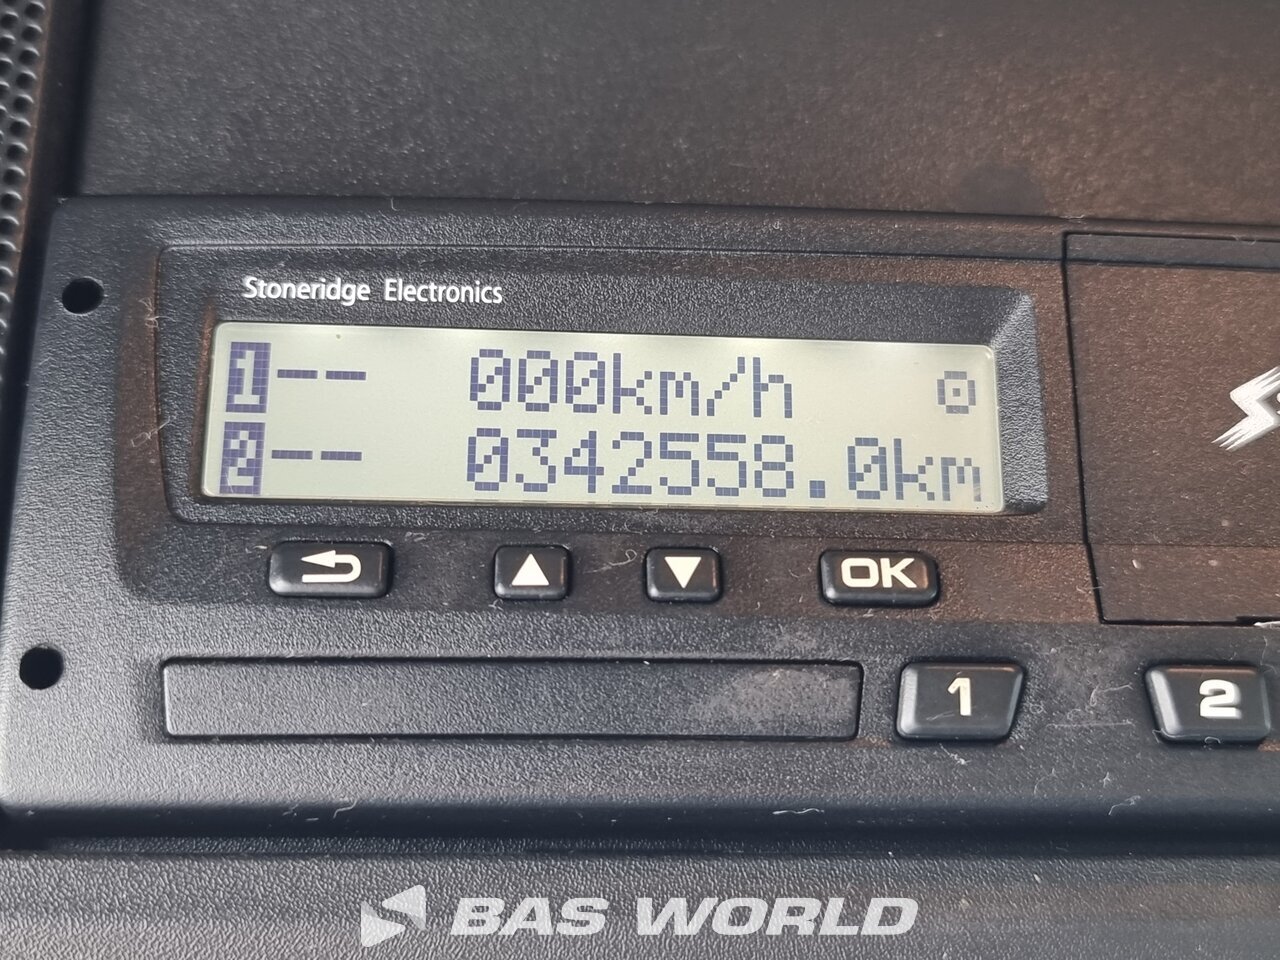 Stoneridge Electronics
1-- 000km/h
2-- 0342558.0km
OK
1
2
BAS WORLD